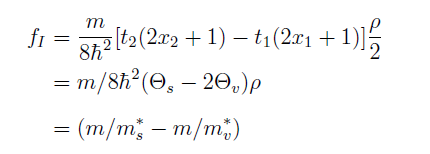 f_I = \frac{m}{8\hbar^2}[t_2(2x_2 + 1) - t_1(2x_1 + 1)]\frac{\rho}{2}
= m/8\hbar^2(\Theta_s - 2\Theta_v)\rho
= (m/m_s^* - m/m_v^*)